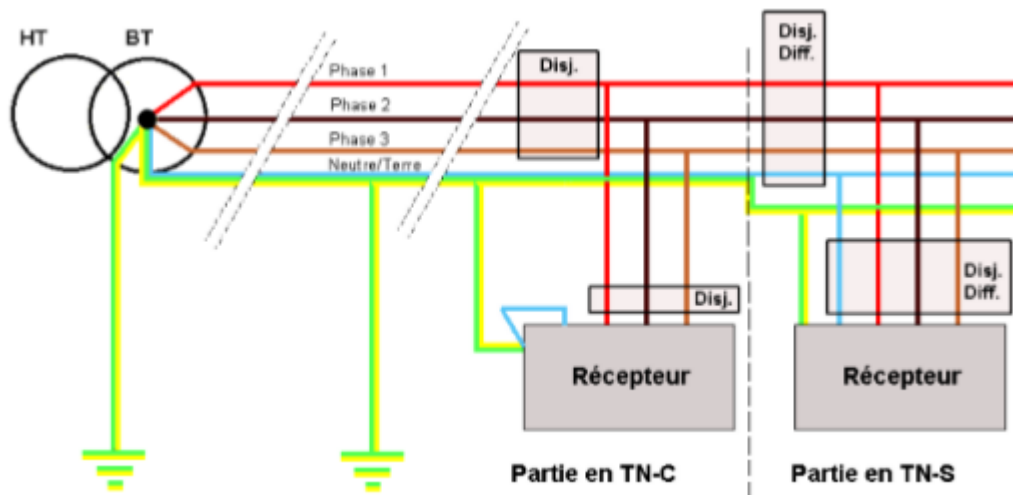 HT
BT
Phase 1
Phase 2
Phase 3
Neutre/Terre
Disj.
Disj.
Diff.
Disj.
Disj.
Diff.
Récepteur
Récepteur
Partie en TN-C
Partie en TN-S